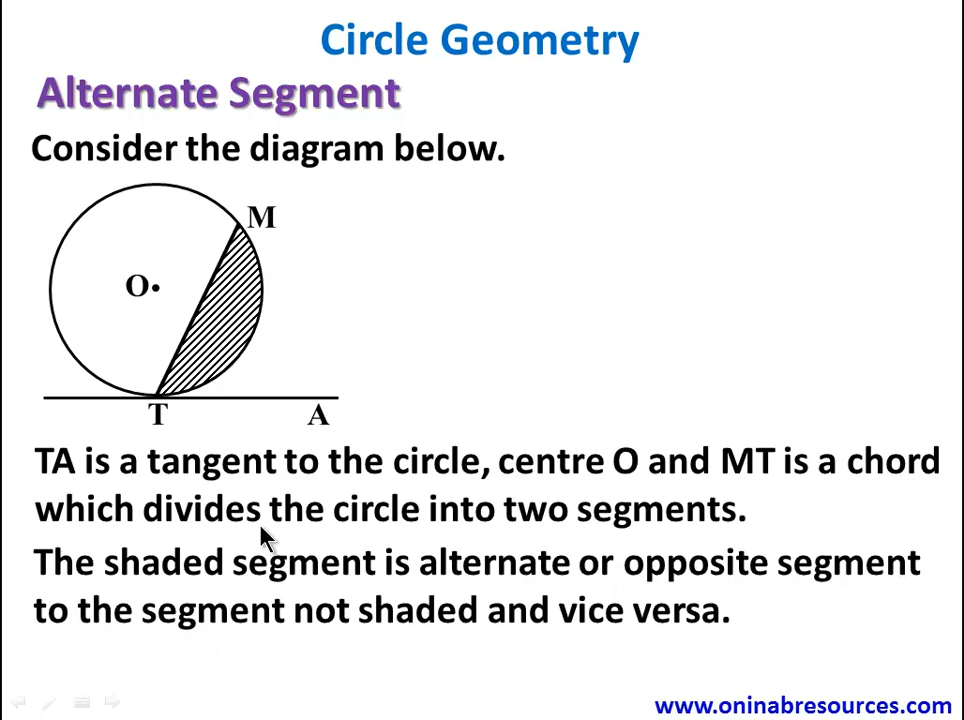 Circle Geometry
Alternate Segment
Consider the diagram below.
M
O
T A
TA is a tangent to the circle, centre O and MT is a chord
which divides the circle into two segments.
The shaded segment is alternate or opposite segment
to the segment not shaded and vice versa.
www.oninabresources.com